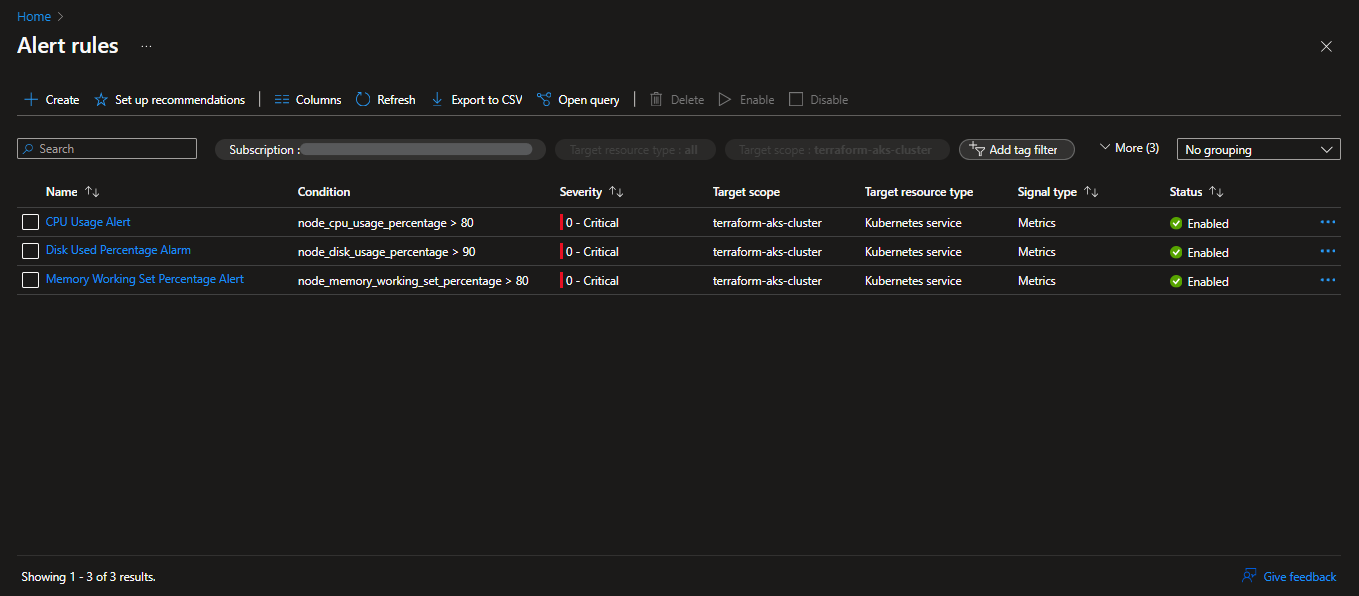 Home
Alert rules ...
Create Set up recommendations Columns Refresh Export to CSV Open query Delete Enable Disable
Search Subscription : Target resource type : all Target scope : terraform-aks-cluster Add tag filter More (3) No grouping
Name Condition Severity Target scope Target resource type Signal type Status
CPU Usage Alert node_cpu_usage_percentage > 80 0 - Critical terraform-aks-cluster Kubernetes service Metrics Enabled
Disk Used Percentage Alarm node_disk_usage_percentage > 90 0 - Critical terraform-aks-cluster Kubernetes service Metrics Enabled
Memory Working Set Percentage Alert node_memory_working_set_percentage > 80 0 - Critical terraform-aks-cluster Kubernetes service Metrics Enabled
Showing 1 - 3 of 3 results. Give feedback